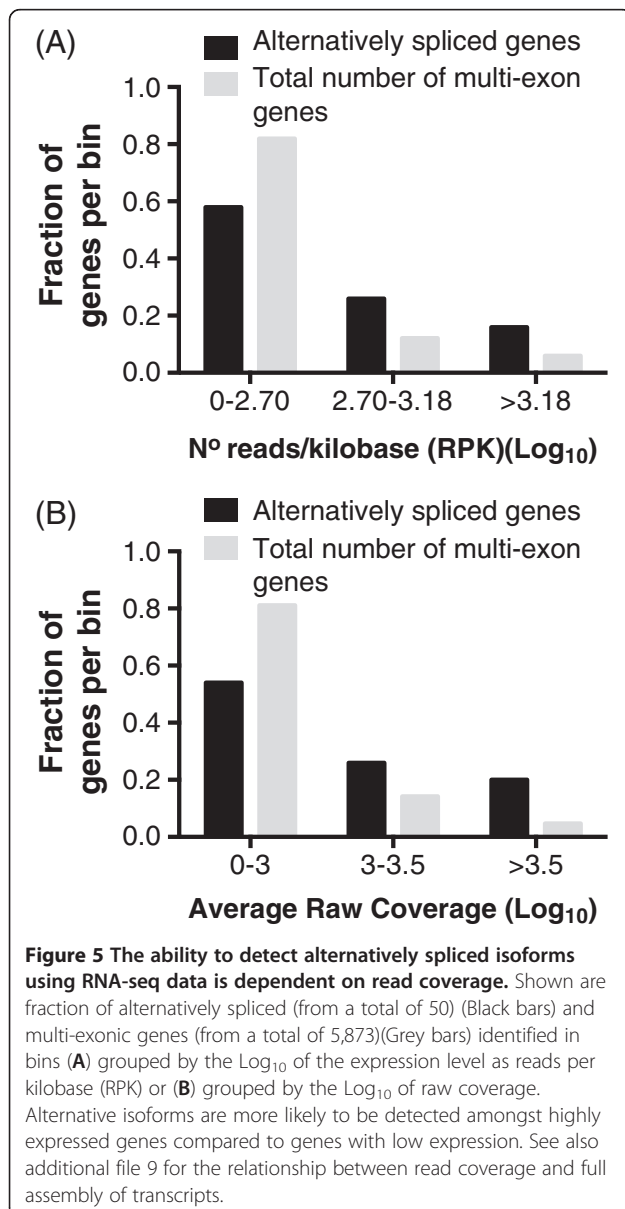 (A)
Alternatively spliced genes
Total number of multi-exon
genes
Fraction of
genes per bin
1.0
0.8
0.6
0.4
0.2
0.0
0-2.70 2.70-3.18 >3.18
Nº reads/kilobase (RPK)(Log10)
(B)
Alternatively spliced genes
Total number of multi-exon
genes
Fraction of
genes per bin
1.0
0.8
0.6
0.4
0.2
0.0
0-3 3-3.5 >3.5
Average Raw Coverage (Log10)
Figure 5 The ability to detect alternatively spliced isoforms
using RNA-seq data is dependent on read coverage. Shown are
fraction of alternatively spliced (from a total of 50) (Black bars) and
multi-exonic genes (from a total of 5,873)(Grey bars) identified in
bins (A) grouped by the Log10 of the expression level as reads per
kilobase (RPK) or (B) grouped by the Log10 of raw coverage.
Alternative isoforms are more likely to be detected amongst highly
expressed genes compared to genes with low expression. See also
additional file 9 for the relationship between read coverage and full
assembly of transcripts.